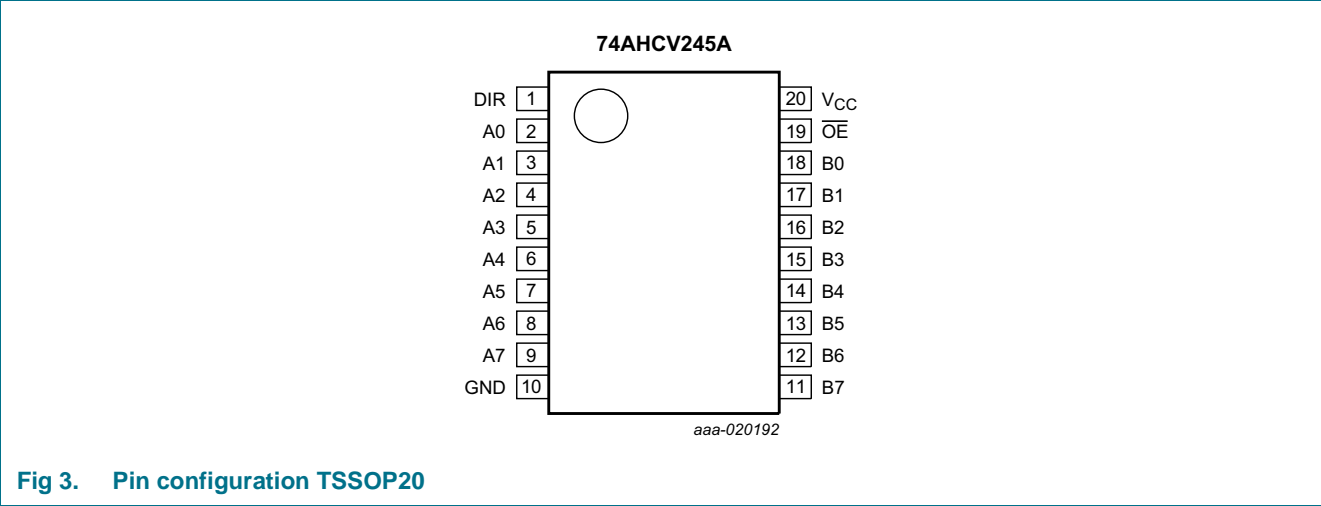 74AHCV245A
DIR 1 20 VCC
A0 2 19 OE
A1 3 18 B0
A2 4 17 B1
A3 5 16 B2
A4 6 15 B3
A5 7 14 B4
A6 8 13 B5
A7 9 12 B6
GND 10 11 B7
aaa-020192
Fig 3. Pin configuration TSSOP20